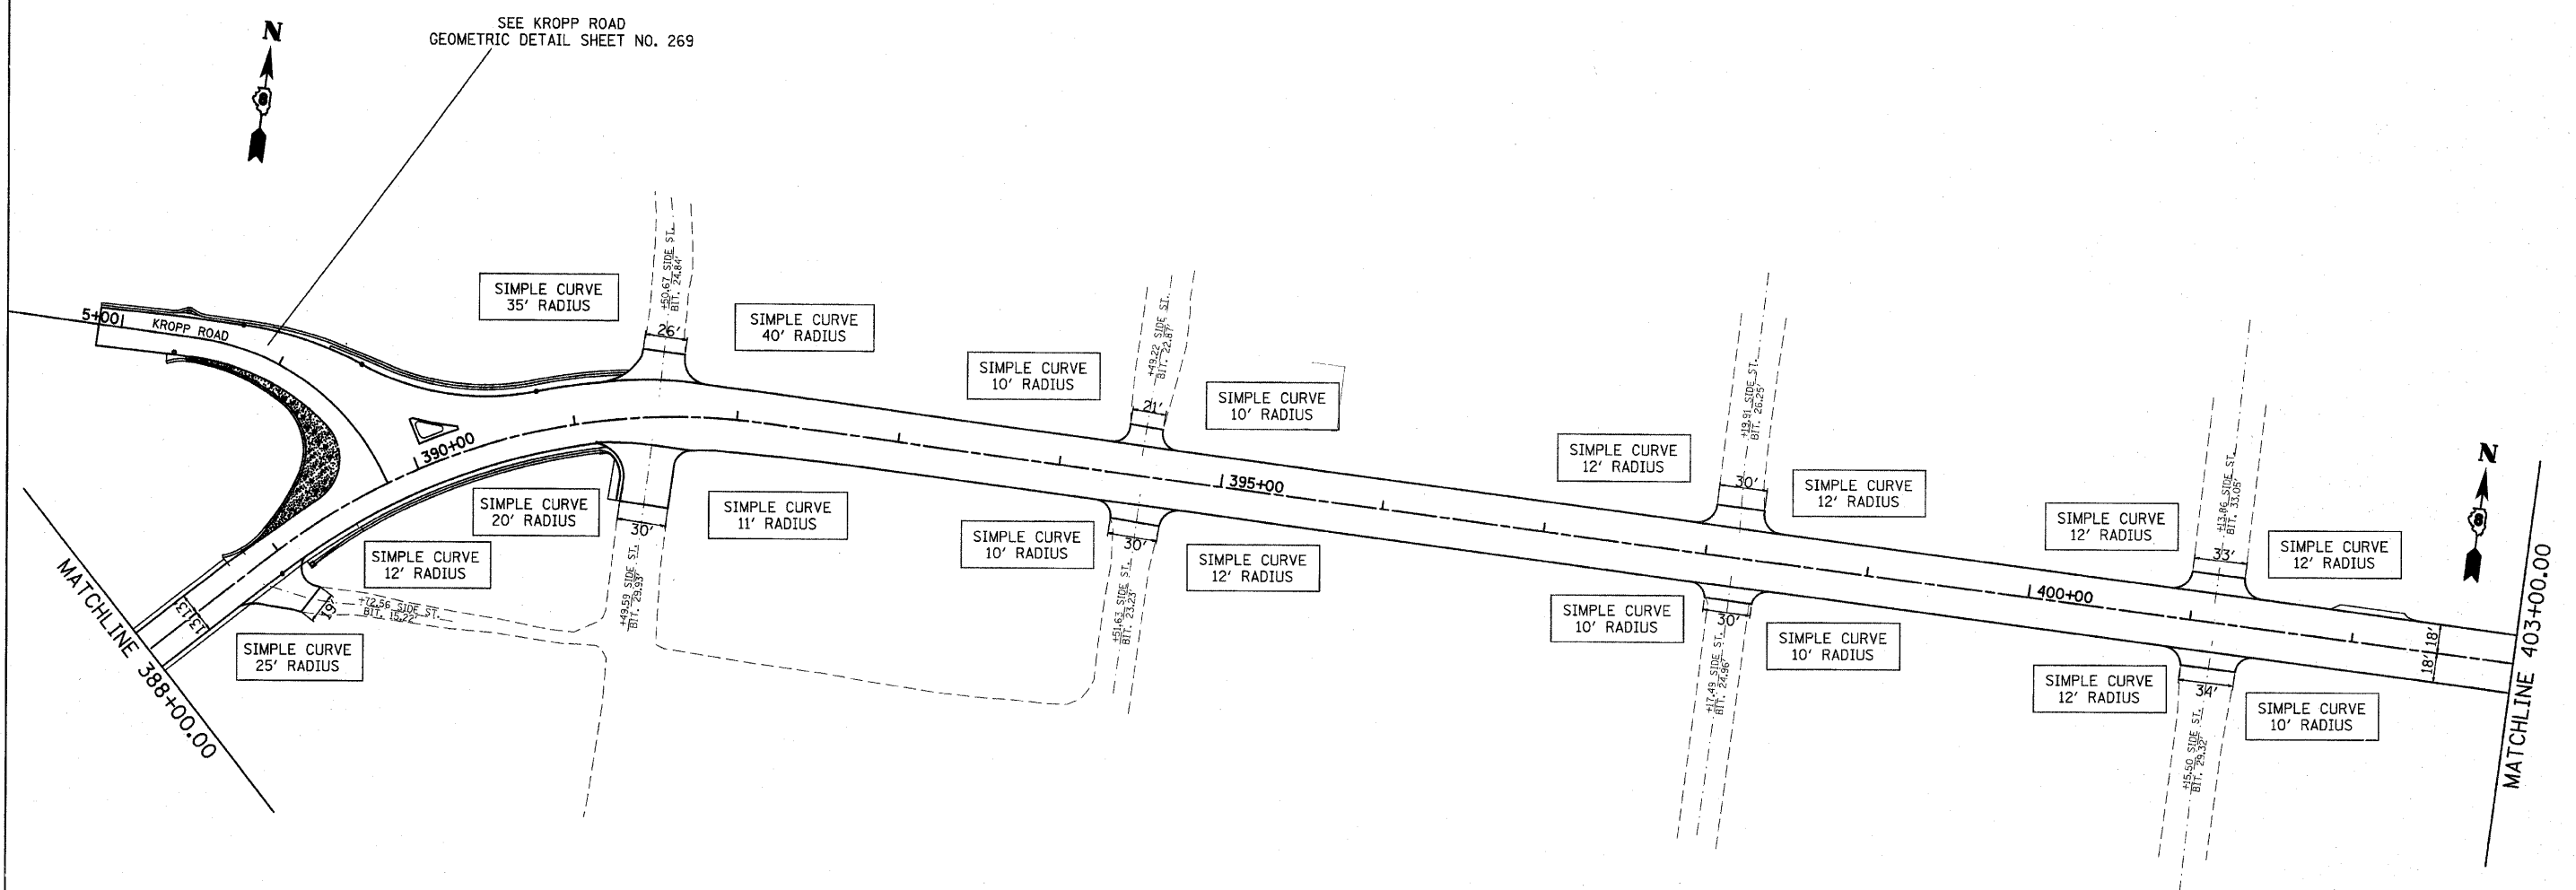 N
SEE KROPP ROAD
GEOMETRIC DETAIL SHEET NO. 269
5+00
KROPP ROAD
SIMPLE CURVE
35' RADIUS
+50.67 SIDE ST.
BIT. 24.84'
26'
SIMPLE CURVE
40' RADIUS
SIMPLE CURVE
10' RADIUS
+49.22 SIDE ST.
BIT. 22.87'
21'
SIMPLE CURVE
10' RADIUS
SIMPLE CURVE
12' RADIUS
+19.91 SIDE ST.
BIT. 26.25'
30'
SIMPLE CURVE
12' RADIUS
SIMPLE CURVE
12' RADIUS
+13.86 SIDE ST.
BIT. 33.05'
33'
SIMPLE CURVE
12' RADIUS
N
390+00
395+00
400+00
MATCHLINE 388+00.00
13'
13'
SIMPLE CURVE
25' RADIUS
19'
+72.56 SIDE ST.
BIT. 15.22'
SIMPLE CURVE
12' RADIUS
SIMPLE CURVE
20' RADIUS
30'
+49.59 SIDE ST.
BIT. 29.93'
SIMPLE CURVE
11' RADIUS
SIMPLE CURVE
10' RADIUS
30'
+51.63 SIDE ST.
BIT. 23.23'
SIMPLE CURVE
12' RADIUS
SIMPLE CURVE
10' RADIUS
30'
+17.49 SIDE ST.
BIT. 24.96'
SIMPLE CURVE
10' RADIUS
SIMPLE CURVE
12' RADIUS
34'
+15.50 SIDE ST.
BIT. 29.32'
SIMPLE CURVE
10' RADIUS
18'
18'
MATCHLINE 403+00.00